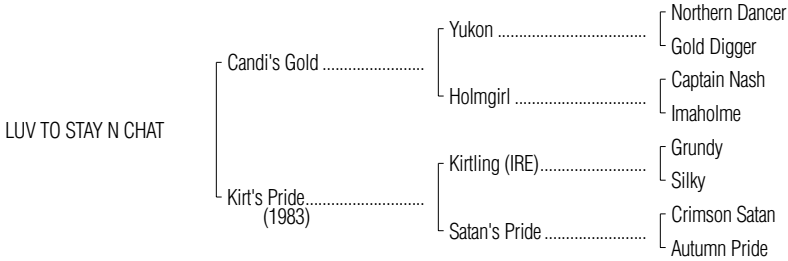 Northern Dancer
Yukon ..................................
Gold Digger
Candi's Gold ........................
Captain Nash
Holmgirl ...............................
Imaholme
LUV TO STAY N CHAT
Grundy
Kirtling (IRE).........................
Silky
Kirt's Pride............................
(1983)
Crimson Satan
Satan's Pride ........................
Autumn Pride